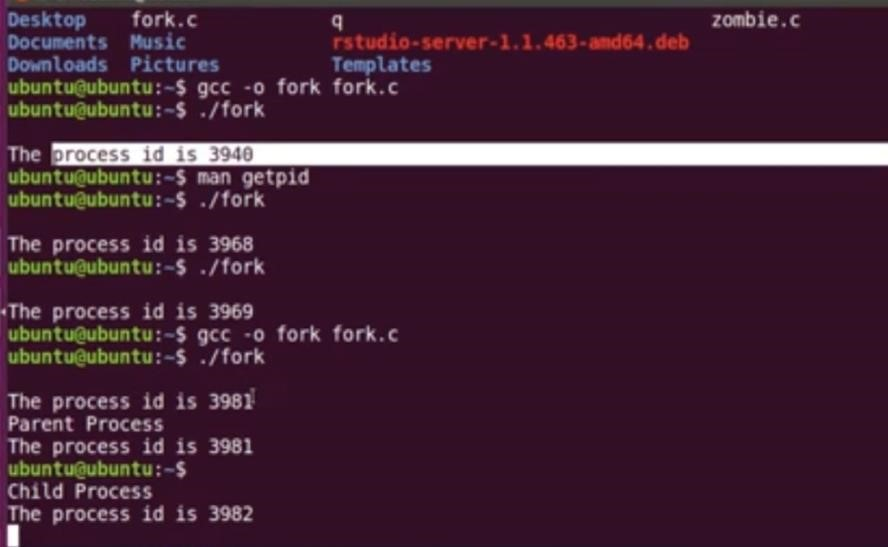 Desktop fork.c q zombie.c
Documents Music rstudio-server-1.1.463-amd64.deb
Downloads Pictures Templates
ubuntu@ubuntu:~$ gcc -o fork fork.c
ubuntu@ubuntu:~$ ./fork
The process id is 3940
ubuntu@ubuntu:~$ man getpid
ubuntu@ubuntu:~$ ./fork
The process id is 3968
ubuntu@ubuntu:~$ ./fork
The process id is 3969
ubuntu@ubuntu:~$ gcc -o fork fork.c
ubuntu@ubuntu:~$ ./fork
The process id is 3981
Parent Process
The process id is 3981
ubuntu@ubuntu:~$
Child Process
The process id is 3982